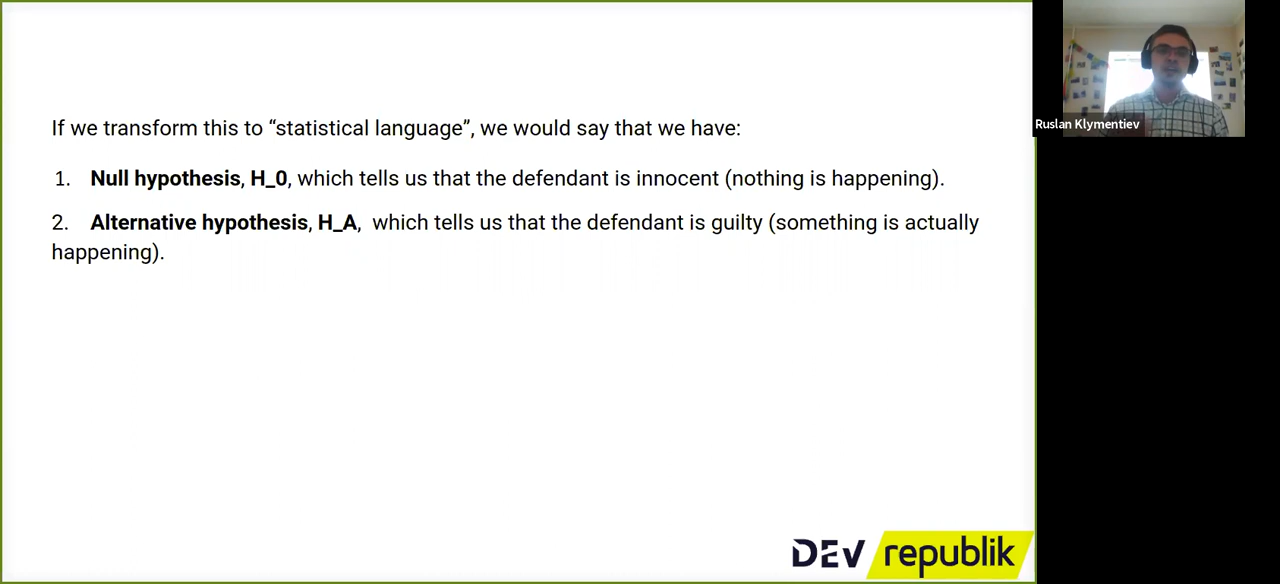 If we transform this to “statistical language”, we would say that we have:
1. Null hypothesis, H_0, which tells us that the defendant is innocent (nothing is happening).
2. Alternative hypothesis, H_A, which tells us that the defendant is guilty (something is actually
happening).
Ruslan Klymentiev
DEV republik